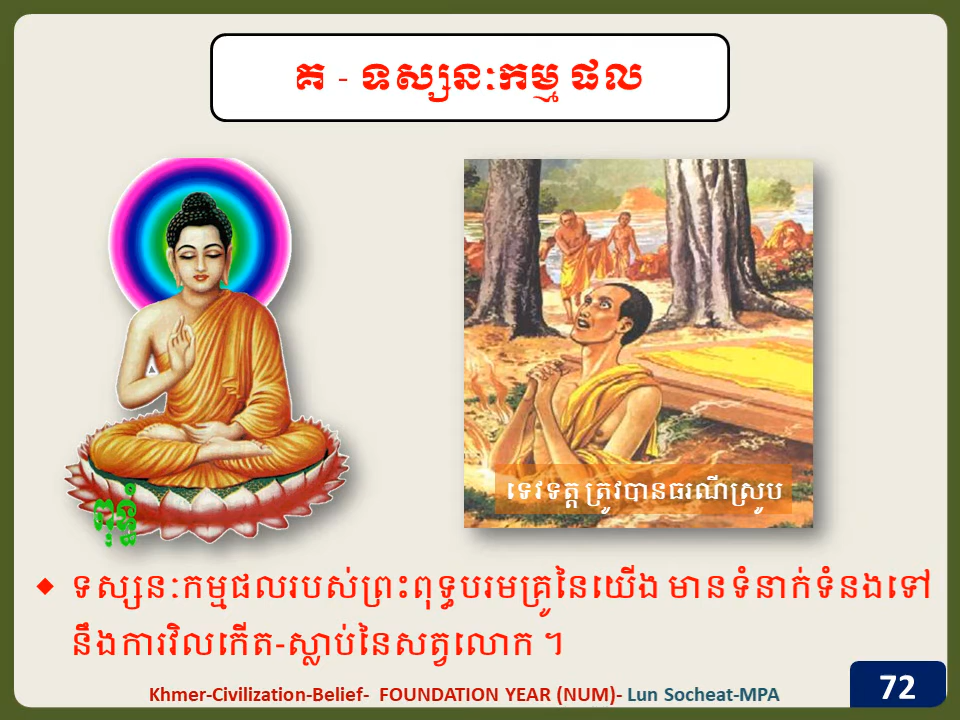 គ - ទស្សនៈកម្ម ផល
ពុទ្ធំ
ទេវទត្ត ត្រូវបានធរណីស្រូប
◆ ទស្សនៈកម្មផលរបស់ព្រះពុទ្ធបរមគ្រូនៃយើង មានទំនាក់ទំនងទៅ
នឹងការវិលកើត-ស្លាប់នៃសត្វលោក ។
Khmer-Civilization-Belief- FOUNDATION YEAR (NUM)- Lun Socheat-MPA
72